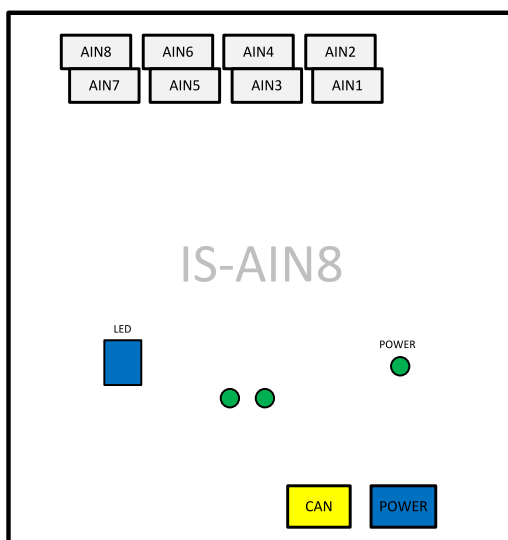 AIN8 AIN6 AIN4 AIN2
AIN7 AIN5 AIN3 AIN1
IS-AIN8
LED
POWER
CAN POWER